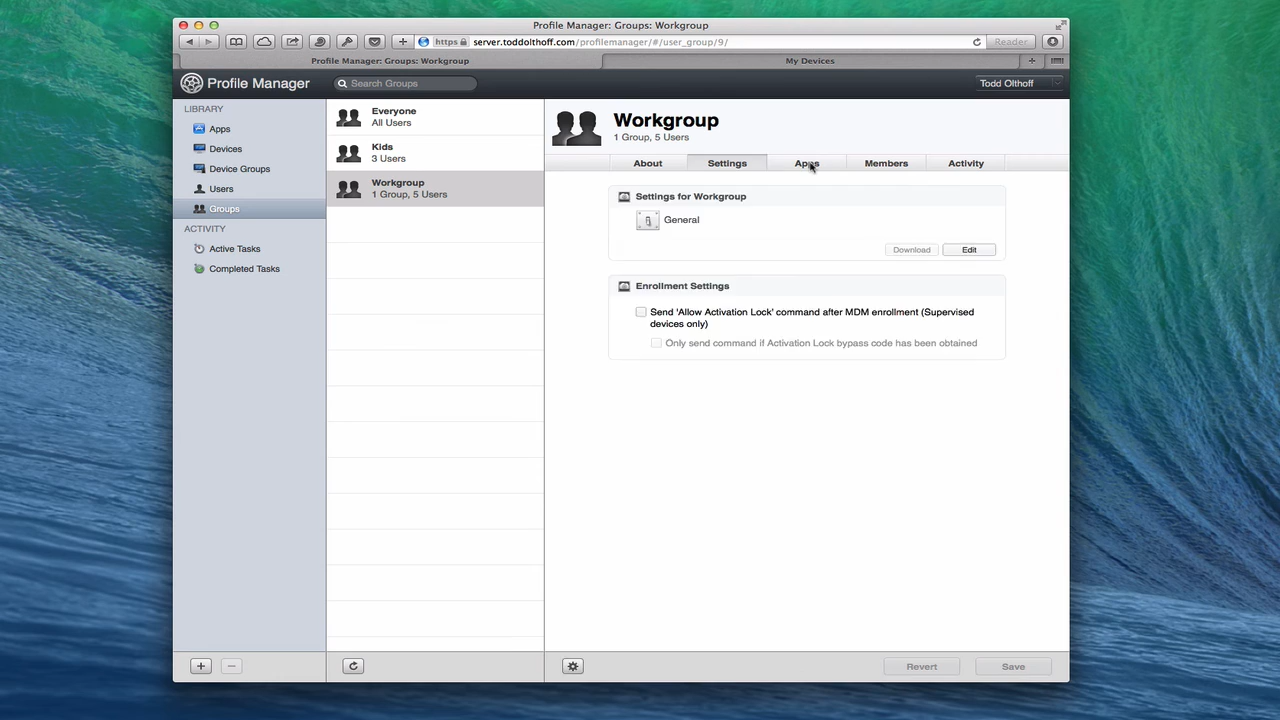 Profile Manager: Groups: Workgroup
https server.toddolthoff.com/profilemanager/#/user_group/9/
Reader
Profile Manager: Groups: Workgroup
My Devices
Profile Manager
Search Groups
Todd Olthoff
LIBRARY
Apps
Devices
Device Groups
Users
Groups
ACTIVITY
Active Tasks
Completed Tasks
Everyone
All Users
Kids
3 Users
Workgroup
1 Group, 5 Users
Workgroup
1 Group, 5 Users
About
Settings
Apps
Members
Activity
Settings for Workgroup
General
Download
Edit
Enrollment Settings
Send 'Allow Activation Lock' command after MDM enrollment (Supervised
devices only)
Only send command if Activation Lock bypass code has been obtained
Revert
Save